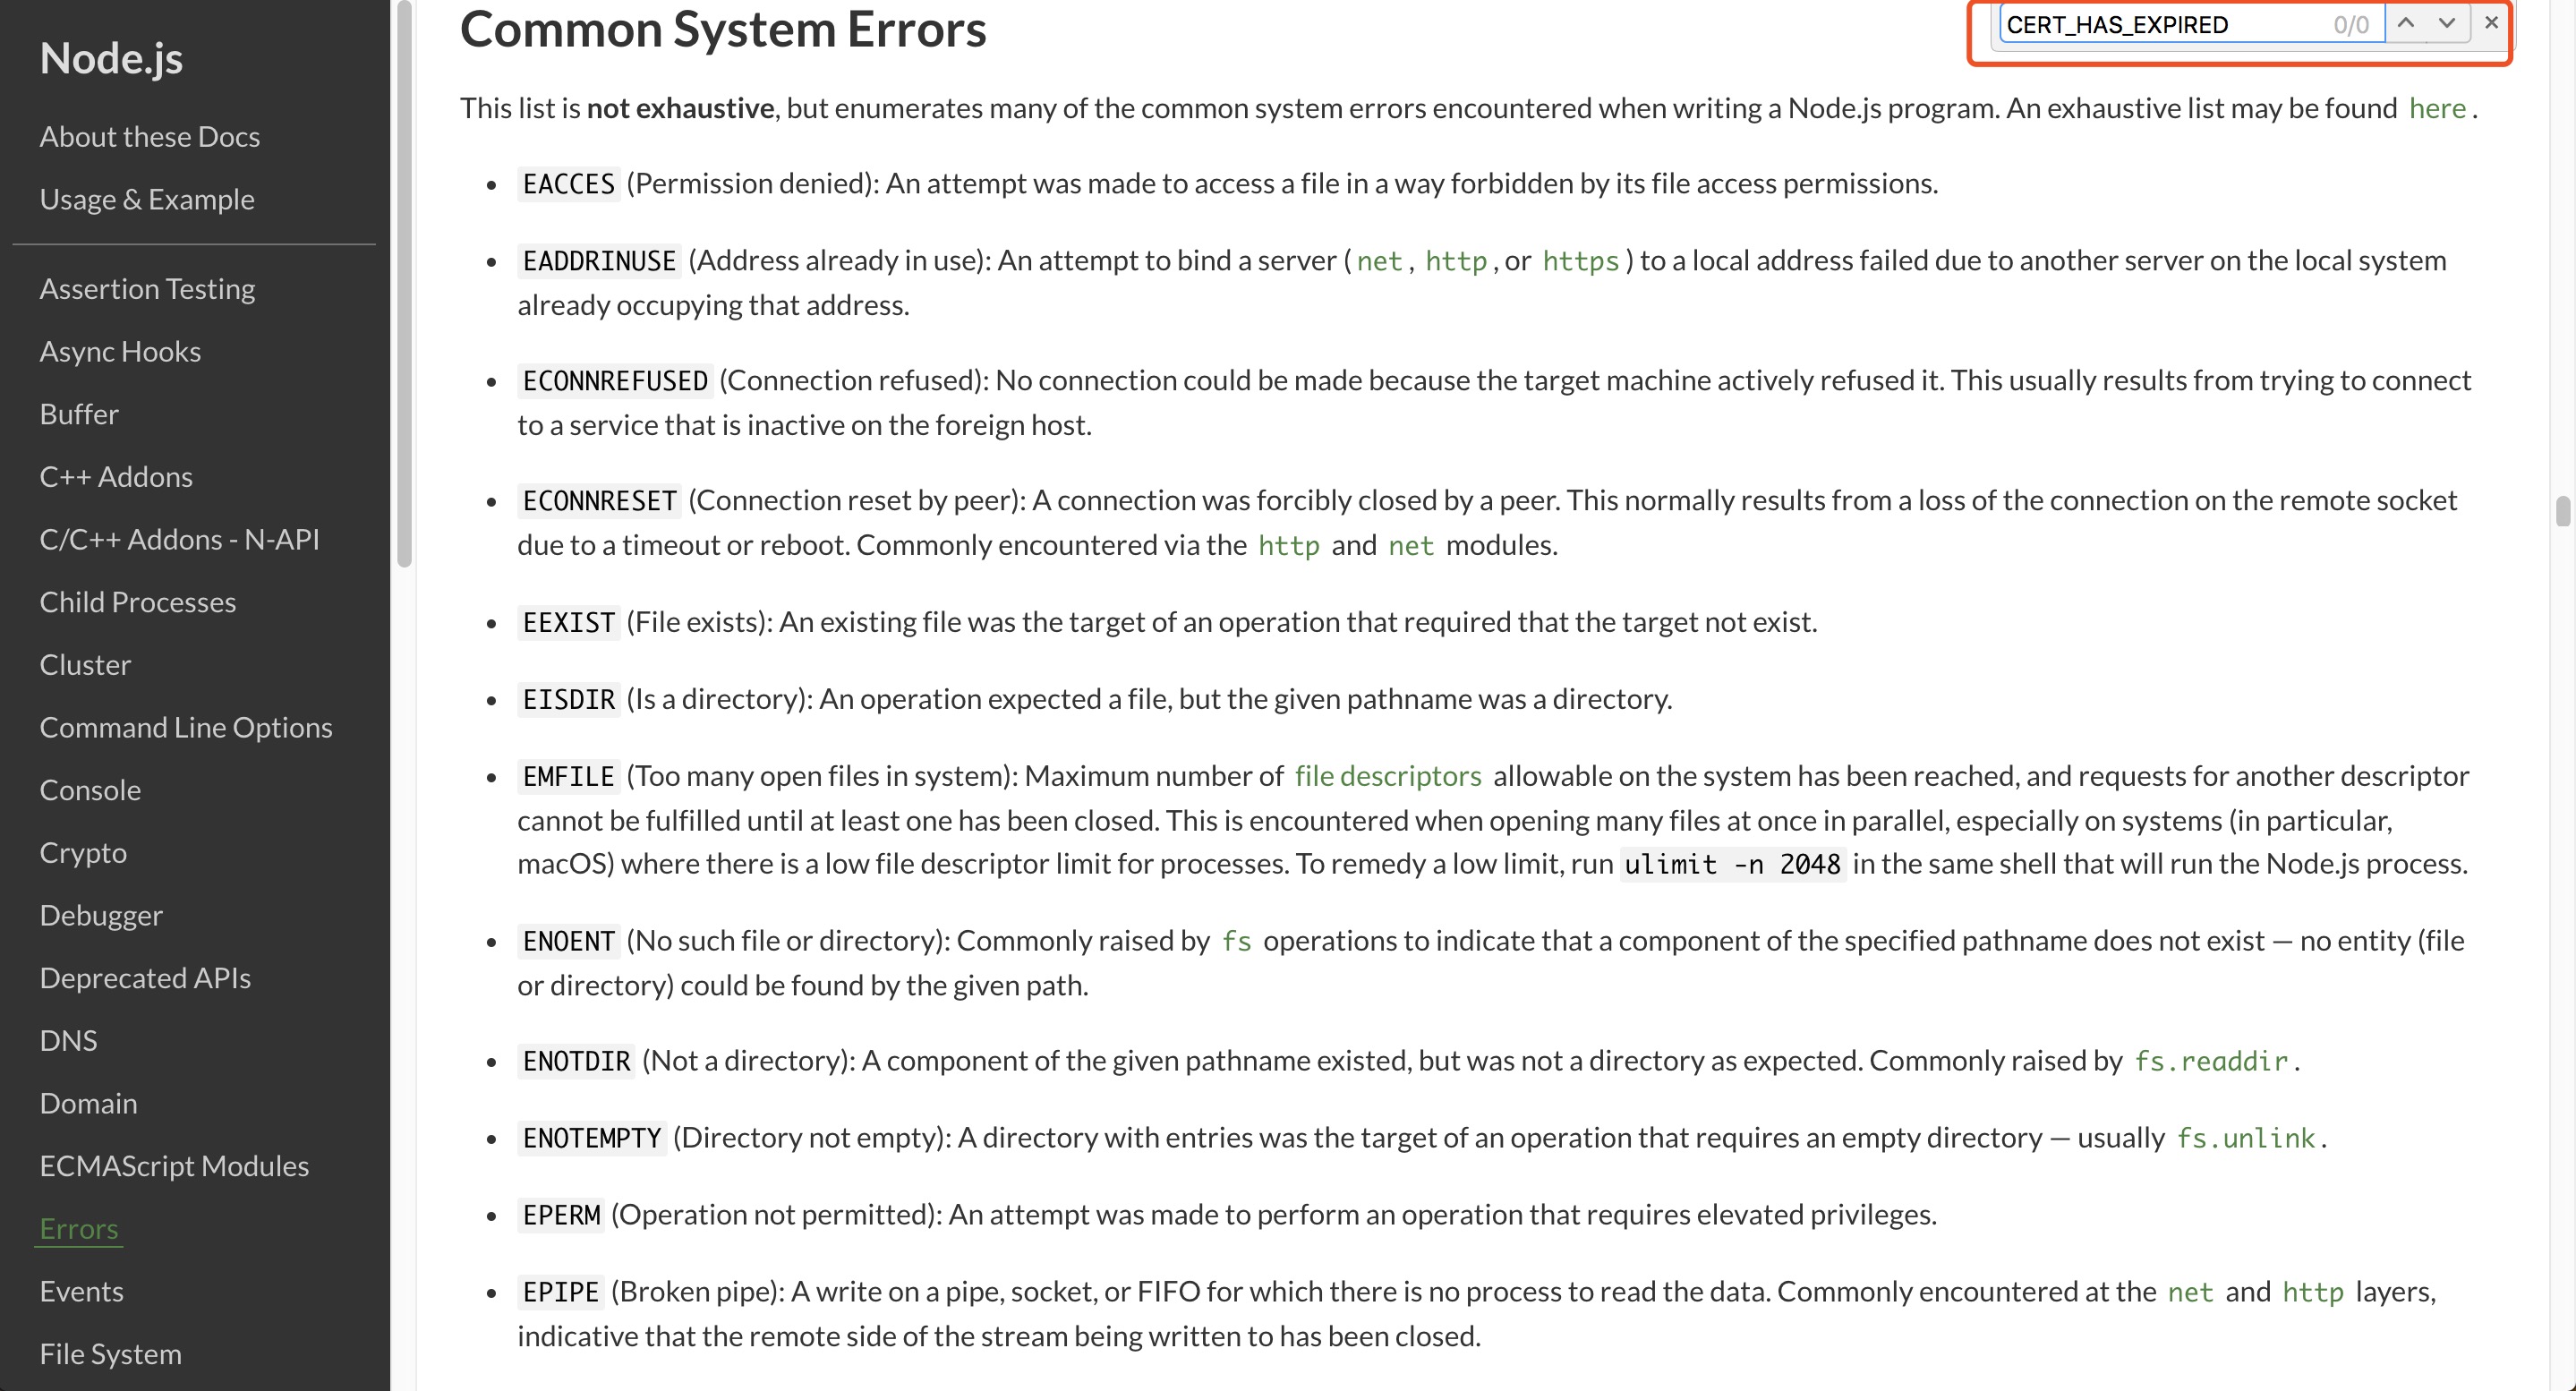 Node.js
About these Docs
Usage & Example
Assertion Testing
Async Hooks
Buffer
C++ Addons
C/C++ Addons - N-API
Child Processes
Cluster
Command Line Options
Console
Crypto
Debugger
Deprecated APIs
DNS
Domain
ECMAScript Modules
Errors
Events
File System
CERT_HAS_EXPIRED 0/0
Common System Errors
This list is not exhaustive, but enumerates many of the common system errors encountered when writing a Node.js program. An exhaustive list may be found here .
• EACCES (Permission denied): An attempt was made to access a file in a way forbidden by its file access permissions.
• EADDRINUSE (Address already in use): An attempt to bind a server ( net , http , or https ) to a local address failed due to another server on the local system
already occupying that address.
• ECONNREFUSED (Connection refused): No connection could be made because the target machine actively refused it. This usually results from trying to connect
to a service that is inactive on the foreign host.
• ECONNRESET (Connection reset by peer): A connection was forcibly closed by a peer. This normally results from a loss of the connection on the remote socket
due to a timeout or reboot. Commonly encountered via the http and net modules.
• EEXIST (File exists): An existing file was the target of an operation that required that the target not exist.
• EISDIR (Is a directory): An operation expected a file, but the given pathname was a directory.
• EMFILE (Too many open files in system): Maximum number of file descriptors allowable on the system has been reached, and requests for another descriptor
cannot be fulfilled until at least one has been closed. This is encountered when opening many files at once in parallel, especially on systems (in particular,
macOS) where there is a low file descriptor limit for processes. To remedy a low limit, run ulimit -n 2048 in the same shell that will run the Node.js process.
• ENOENT (No such file or directory): Commonly raised by fs operations to indicate that a component of the specified pathname does not exist — no entity (file
or directory) could be found by the given path.
• ENOTDIR (Not a directory): A component of the given pathname existed, but was not a directory as expected. Commonly raised by fs.readdir .
• ENOTEMPTY (Directory not empty): A directory with entries was the target of an operation that requires an empty directory — usually fs.unlink .
• EPERM (Operation not permitted): An attempt was made to perform an operation that requires elevated privileges.
• EPIPE (Broken pipe): A write on a pipe, socket, or FIFO for which there is no process to read the data. Commonly encountered at the net and http layers,
indicative that the remote side of the stream being written to has been closed.